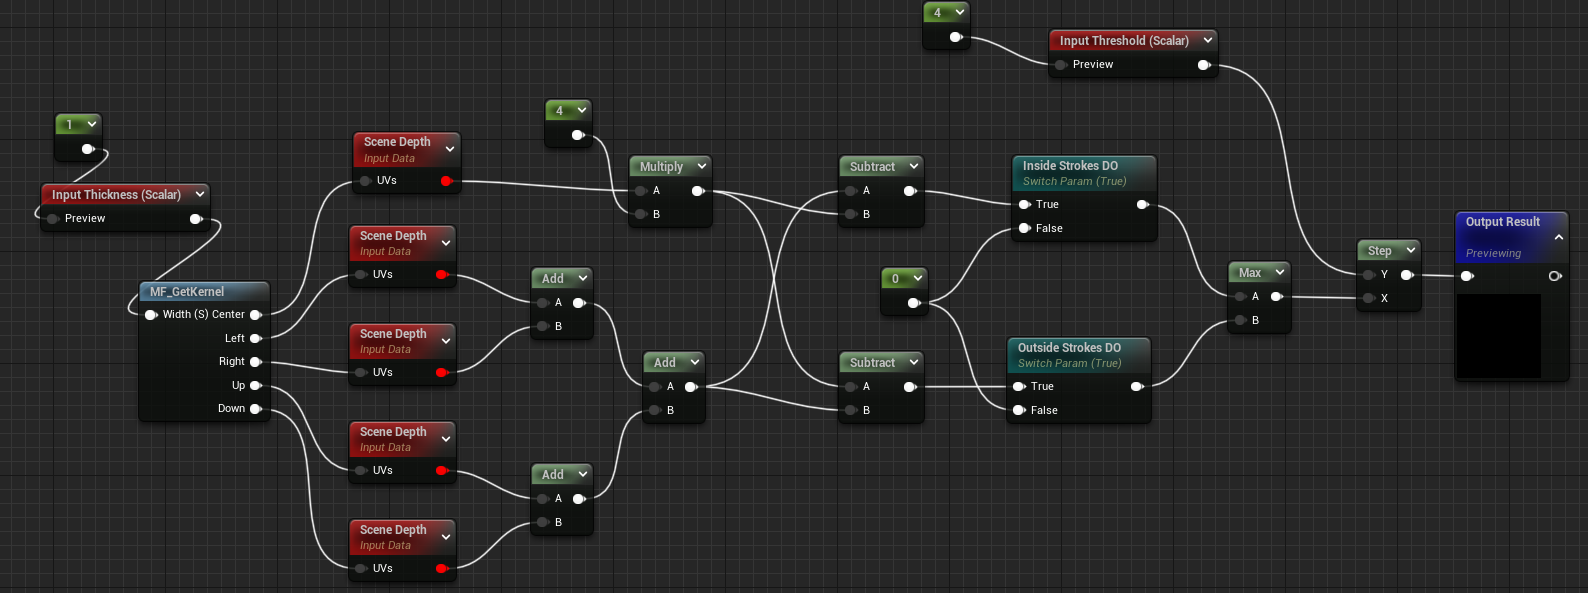 4
Input Threshold (Scalar)
Preview
1
Input Thickness (Scalar)
Preview
MF_GetKernel
Width (S) Center
Left
Right
Up
Down
Scene Depth
Input Data
UVs
Scene Depth
Input Data
UVs
Scene Depth
Input Data
UVs
Scene Depth
Input Data
UVs
Scene Depth
Input Data
UVs
4
Multiply
A
B
Add
A
B
Add
A
B
Add
A
B
Subtract
A
B
Subtract
A
B
0
Inside Strokes DO
Switch Param (True)
True
False
Outside Strokes DO
Switch Param (True)
True
False
Max
A
B
Step
Y
X
Output Result
Previewing